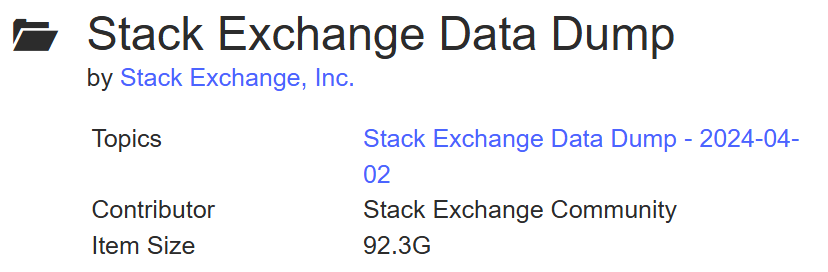 Stack Exchange Data Dump
by Stack Exchange, Inc.
Topics Stack Exchange Data Dump - 2024-04-
02
Contributor Stack Exchange Community
Item Size 92.3G